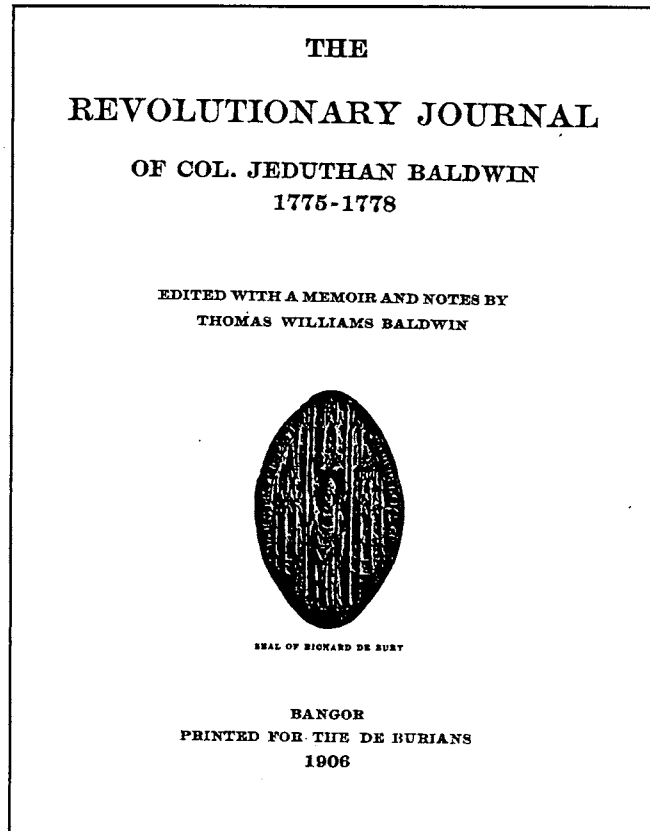 THE
REVOLUTIONARY JOURNAL
OF COL. JEDUTHAN BALDWIN
1775-1778
EDITED WITH A MEMOIR AND NOTES BY
THOMAS WILLIAMS BALDWIN
SEAL OF RICHARD DE BURY
BANGOR
PRINTED FOR THE DE BURIANS
1906